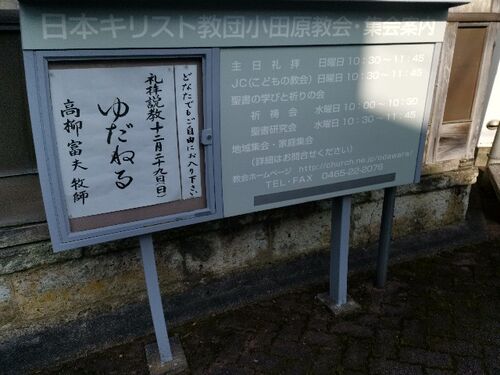 日本キリスト教団小田原教会・集会案内
どなたでもご自由にお入り下さい
礼拝説教 十二月二十九日(日)
ゆだねる
高柳富夫牧師
主日礼拝 日曜日 10:30~11:45
JC(こどもの教会) 日曜日 10:30~11:45
聖書の学びと祈りの会
祈祷会 水曜日 10:00~10:50
聖書研究会 水曜日 10:30~11:45
地域集会・家庭集会
(詳細はお問合せください)
教会ホームページ http://church.ne.jp/odawara/
TEL・FAX 0465-22-2076